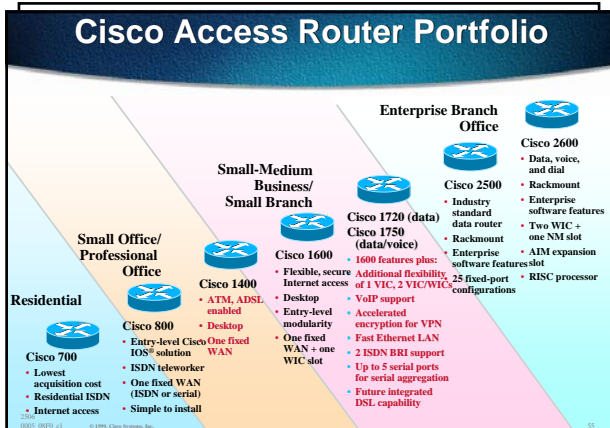 Cisco Access Router Portfolio
Enterprise Branch
Office
Cisco 2600
• Data, voice,
and dial
• Rackmount
• Enterprise
software features
• Two WIC +
one NM slot
• AIM expansion
slot
• RISC processor
Cisco 2500
• Industry
standard
data router
• Rackmount
• Enterprise
software features
• 25 fixed-port
configurations
Small-Medium
Business/
Small Branch
Cisco 1720 (data)
Cisco 1750
(data/voice)
• 1600 features plus:
• Additional flexibility
of 1 VIC, 2 VIC/WICs
• VoIP support
• Accelerated
encryption for VPN
• Fast Ethernet LAN
• 2 ISDN BRI support
• Up to 5 serial ports
for serial aggregation
• Future integrated
DSL capability
Cisco 1600
• Flexible, secure
Internet access
• Desktop
• Entry-level
modularity
• One fixed
WAN + one
WIC slot
Small Office/
Professional
Office
Cisco 1400
• ATM, ADSL
enabled
• Desktop
• One fixed
WAN
Cisco 800
• Entry-level Cisco
IOS® solution
• ISDN teleworker
• One fixed WAN
(ISDN or serial)
• Simple to install
Residential
Cisco 700
• Lowest
acquisition cost
• Residential ISDN
• Internet access
2506
0005_08F0_c1
© 1999, Cisco Systems, Inc.
55